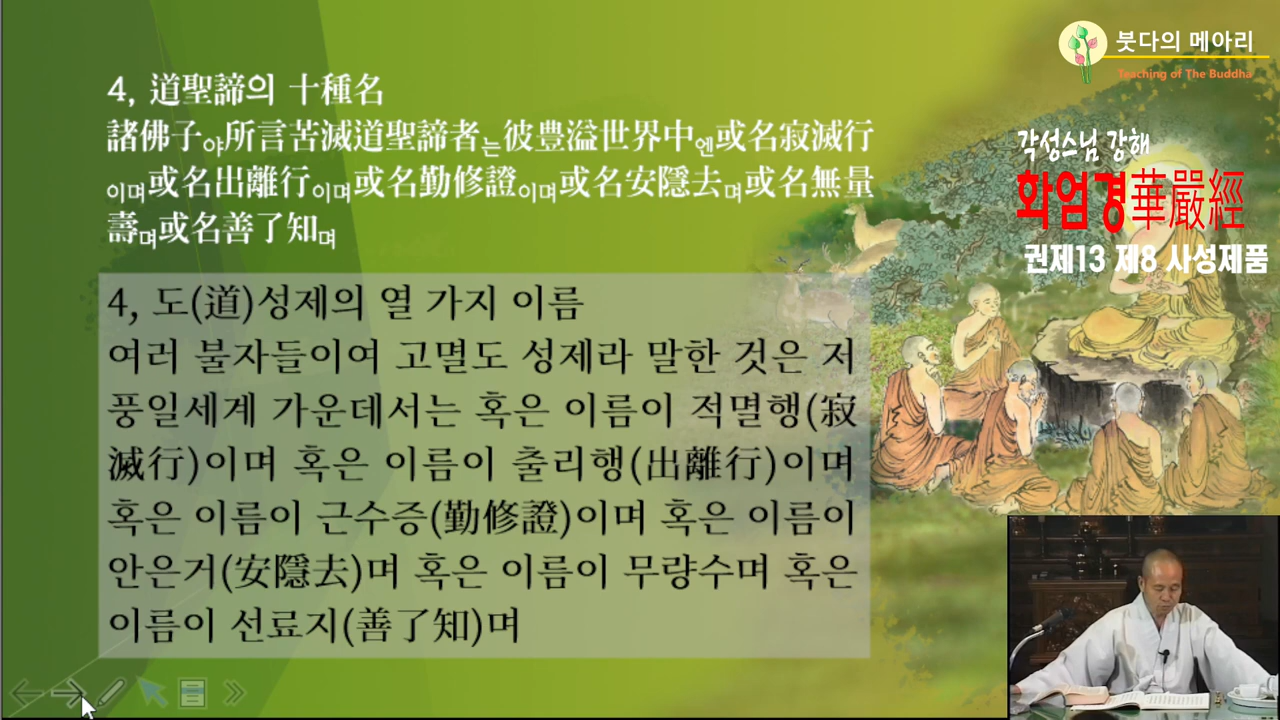 4, 道聖諦의 十種名
諸佛子야所言苦滅道聖諦者는彼豊溢世界中엔或名寂滅行
이며或名出離行이며或名勤修證이며或名安隱去며或名無量
壽며或名善了知며
4, 도(道)성제의 열 가지 이름
여러 불자들이여 고멸도 성제라 말한 것은 저
풍일세계 가운데서는 혹은 이름이 적멸행(寂
滅行)이며 혹은 이름이 출리행(出離行)이며
혹은 이름이 근수증(勤修證)이며 혹은 이름이
안은거(安隱去)며 혹은 이름이 무량수며 혹은
이름이 선료지(善了知)며
붓다의 메아리
Teaching of The Buddha
각성스님 강해
화엄경華嚴經
권제13 제8 사성제품